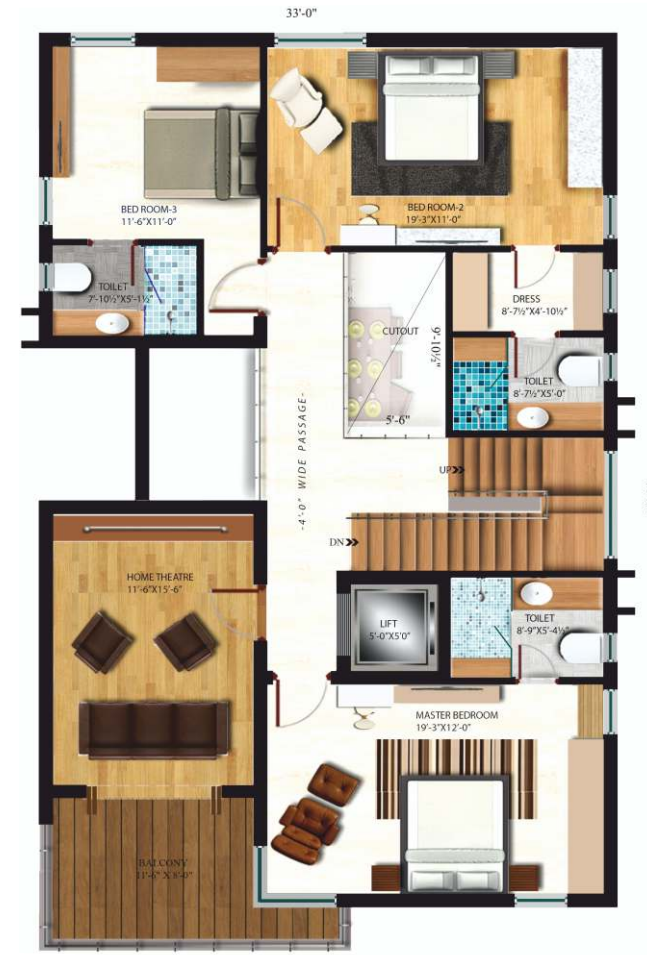 33'-0"
BED ROOM-3
11'-6"X11'-0"
BED ROOM-2
19'-3"X11'-0"
TOILET
7'-10½"X5'-1½"
DRESS
8'-7½"X4'-10½"
CUTOUT
9'-10½"
5'-6"
TOILET
8'-7½"X5'-0"
-4'-0" WIDE PASSAGE-
UP>>
DN>>
HOME THEATRE
11'-6"X15'-6"
LIFT
5'-0X5'0"
TOILET
8'-9"X5'-4½"
MASTER BEDROOM
19'-3"X12'-0"
BALCONY
11'-6" X 8'-0"